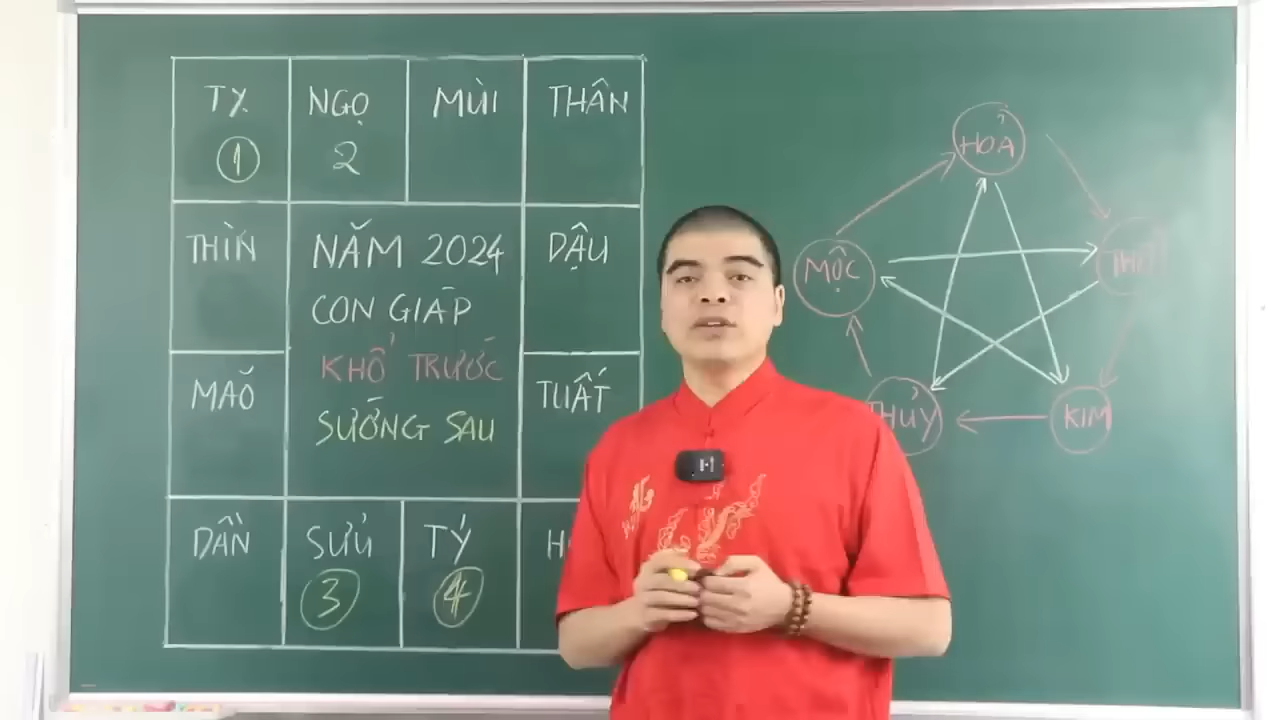 TỴ NGỌ MÙI THÂN
① 2
THÌN NĂM 2024 DẬU
CON GIÁP
KHỔ TRƯỚC
MÃO SƯỚNG SAU TUẤT
DẦN SỬU TÝ
③ ④
HỎA
MỘC
THỦY KIM